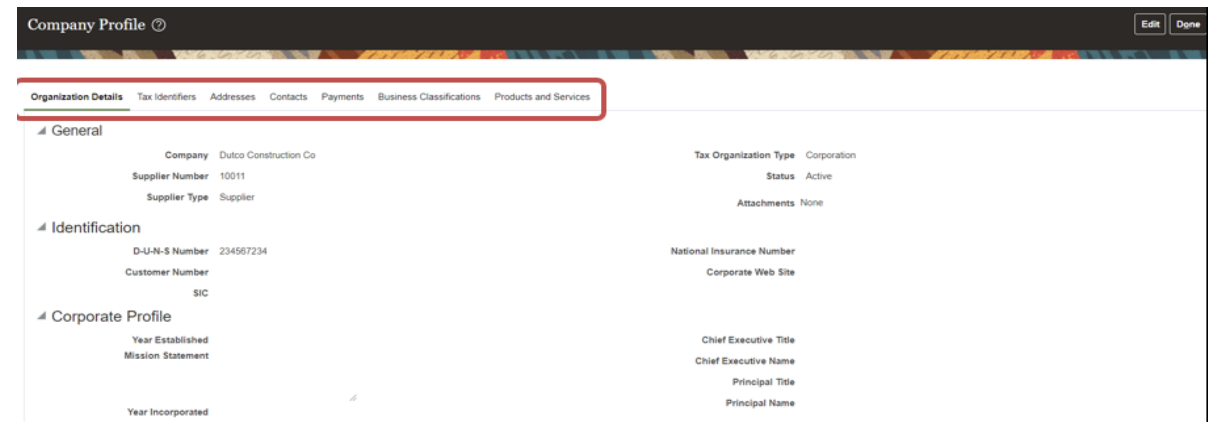 Company Profile
Edit Done
Organization Details Tax Identifiers Addresses Contacts Payments Business Classifications Products and Services
General
Company Dutco Construction Co Tax Organization Type Corporation
Supplier Number 10011 Status Active
Supplier Type Supplier Attachments None
Identification
D-U-N-S Number 234567234 National Insurance Number
Customer Number Corporate Web Site
SIC
Corporate Profile
Year Established Chief Executive Title
Mission Statement Chief Executive Name
Principal Title
Year Incorporated Principal Name